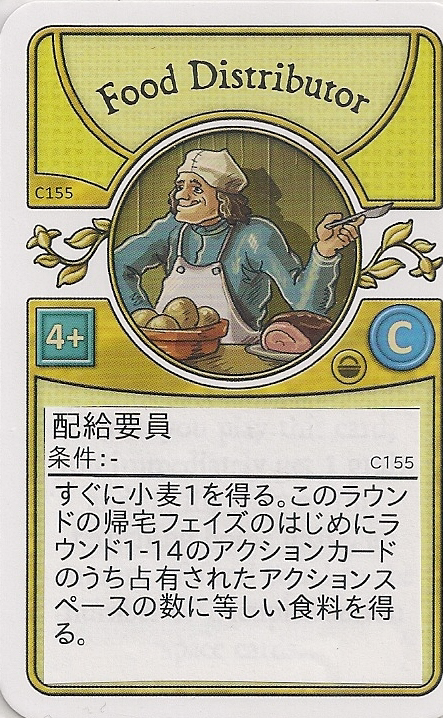 Food Distributor
C155
4+
C
配給要員
条件:-
C155
すぐに小麦1を得る。このラウン
ドの帰宅フェイズのはじめにラ
ウンド1-14のアクションカード
のうち占有されたアクションス
ペースの数に等しい食料を得
る。